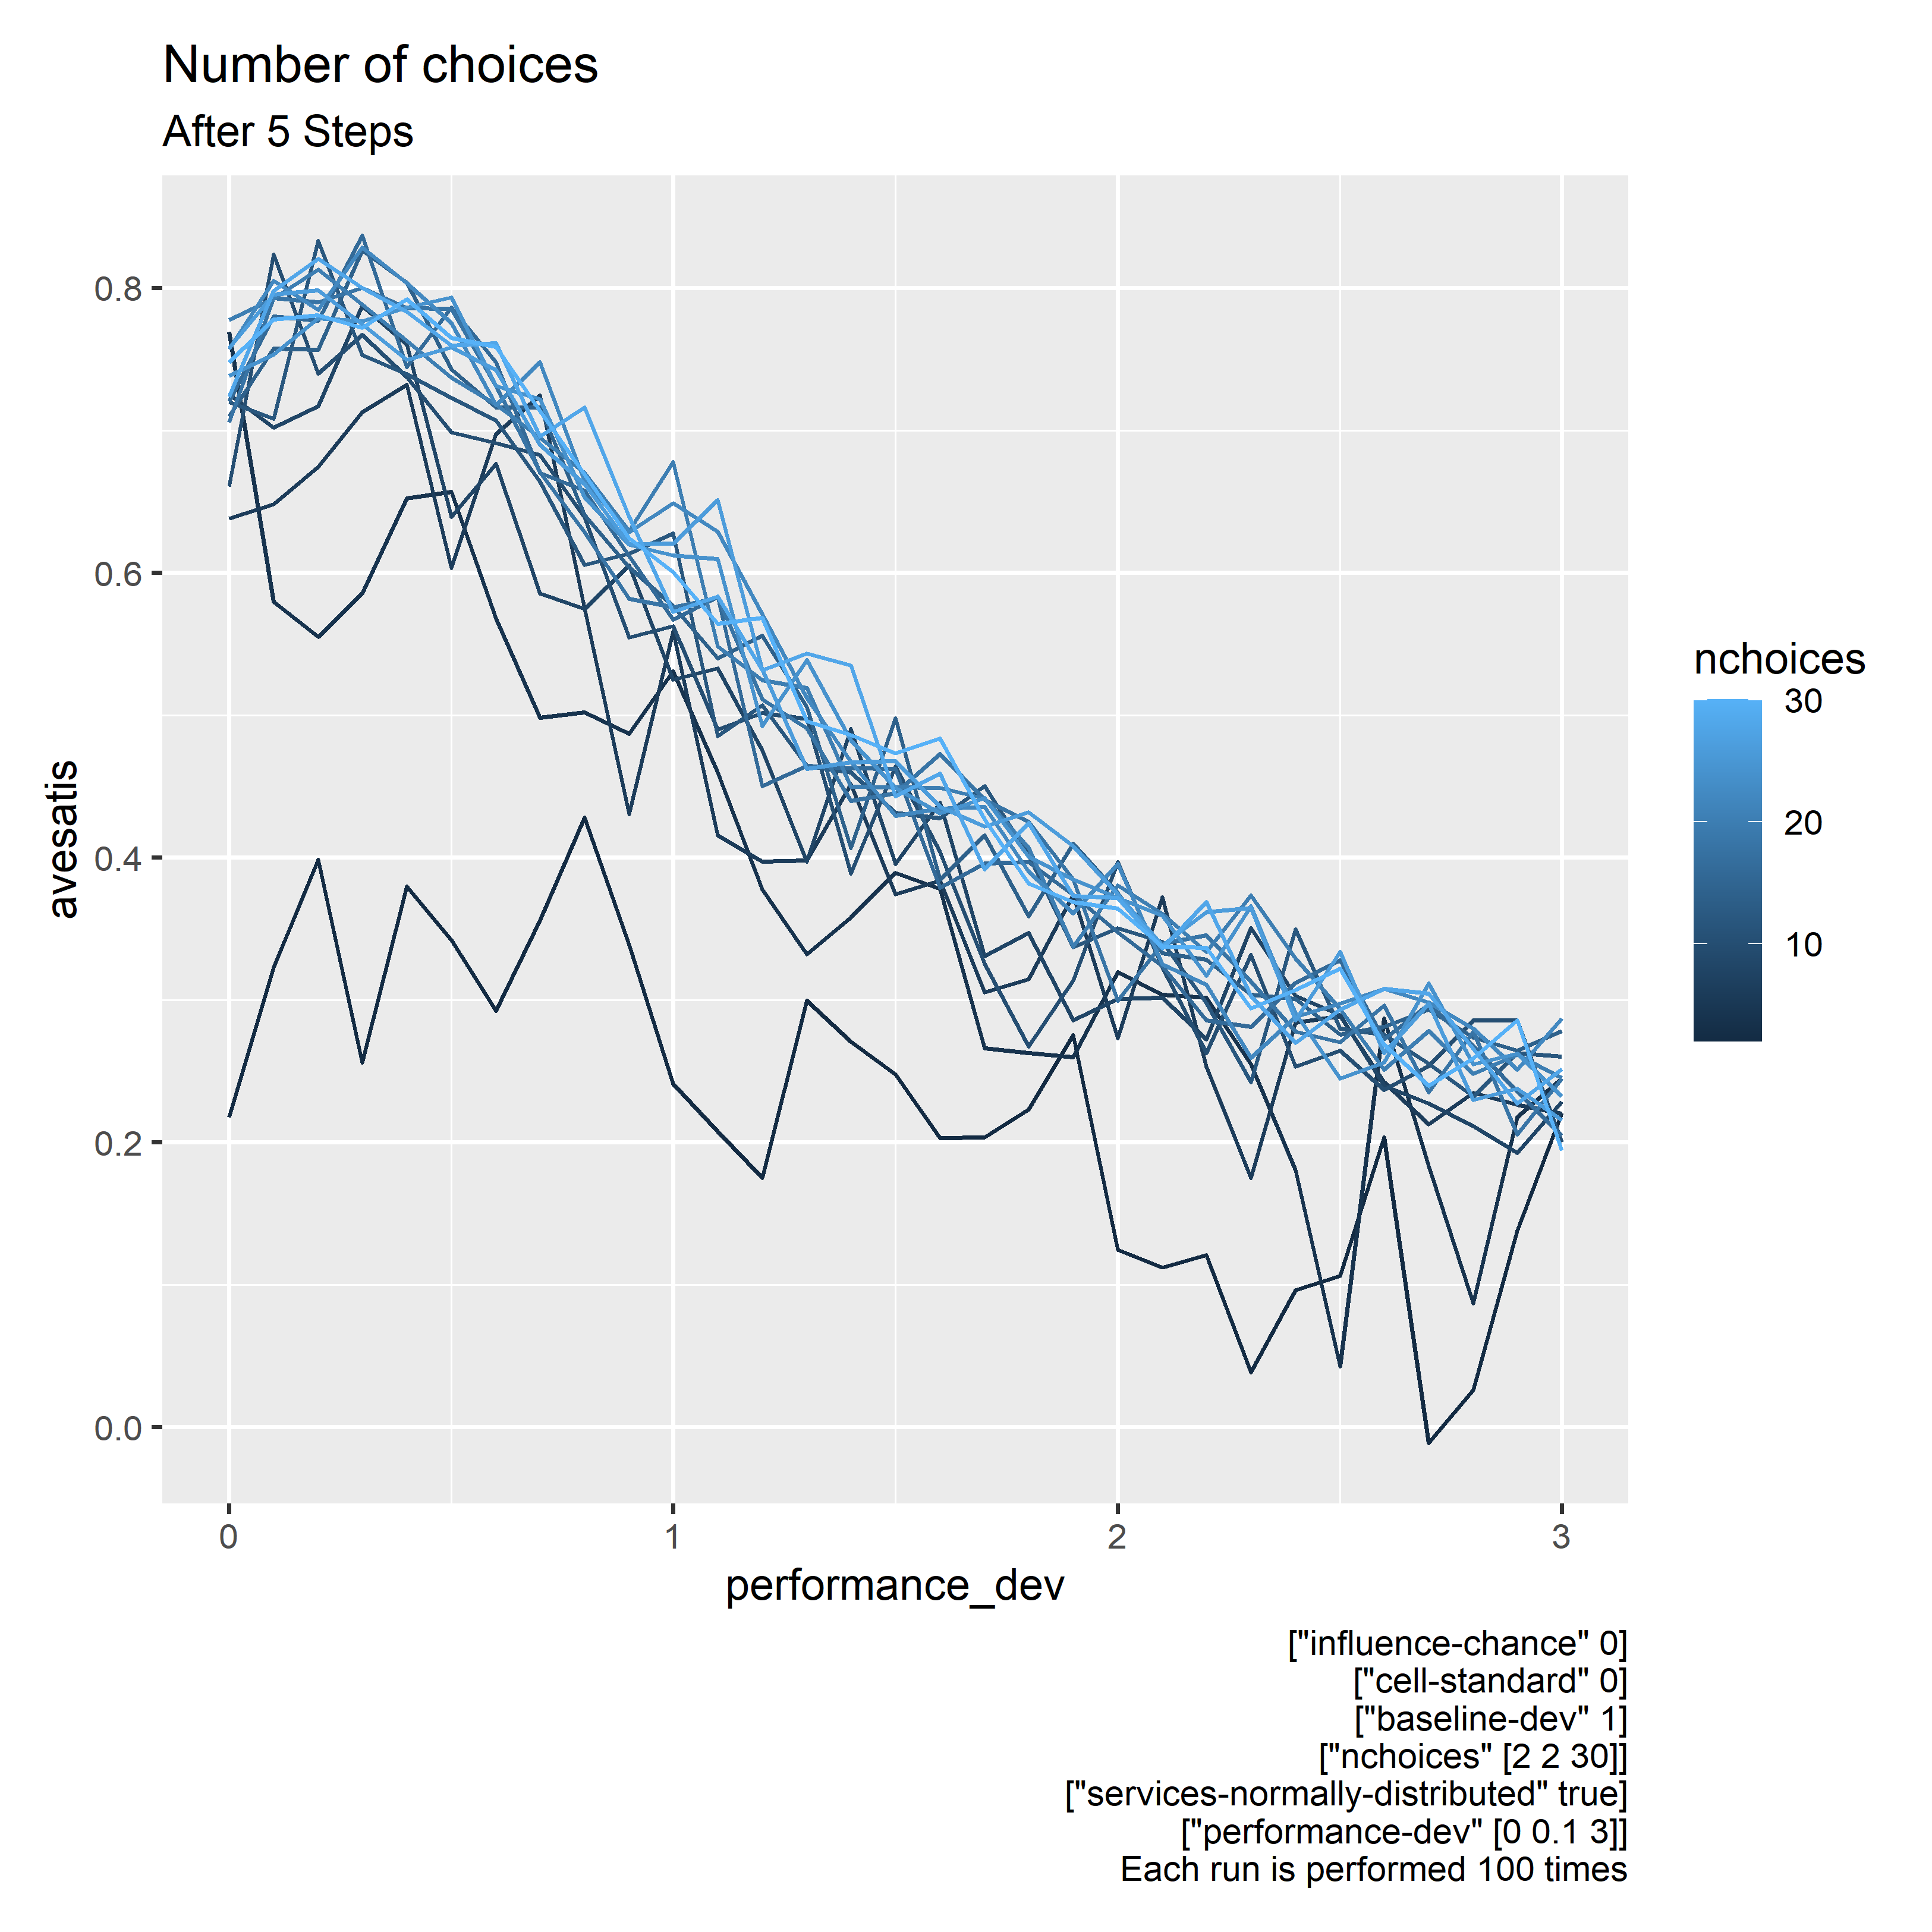 Number of choices
After 5 Steps
avesatis
0.8
0.6
0.4
0.2
0.0
0 1 2 3
performance_dev
nchoices
30
20
10
["influence-chance" 0]
["cell-standard" 0]
["baseline-dev" 1]
["nchoices" [2 2 30]]
["services-normally-distributed" true]
["performance-dev" [0 0.1 3]]
Each run is performed 100 times